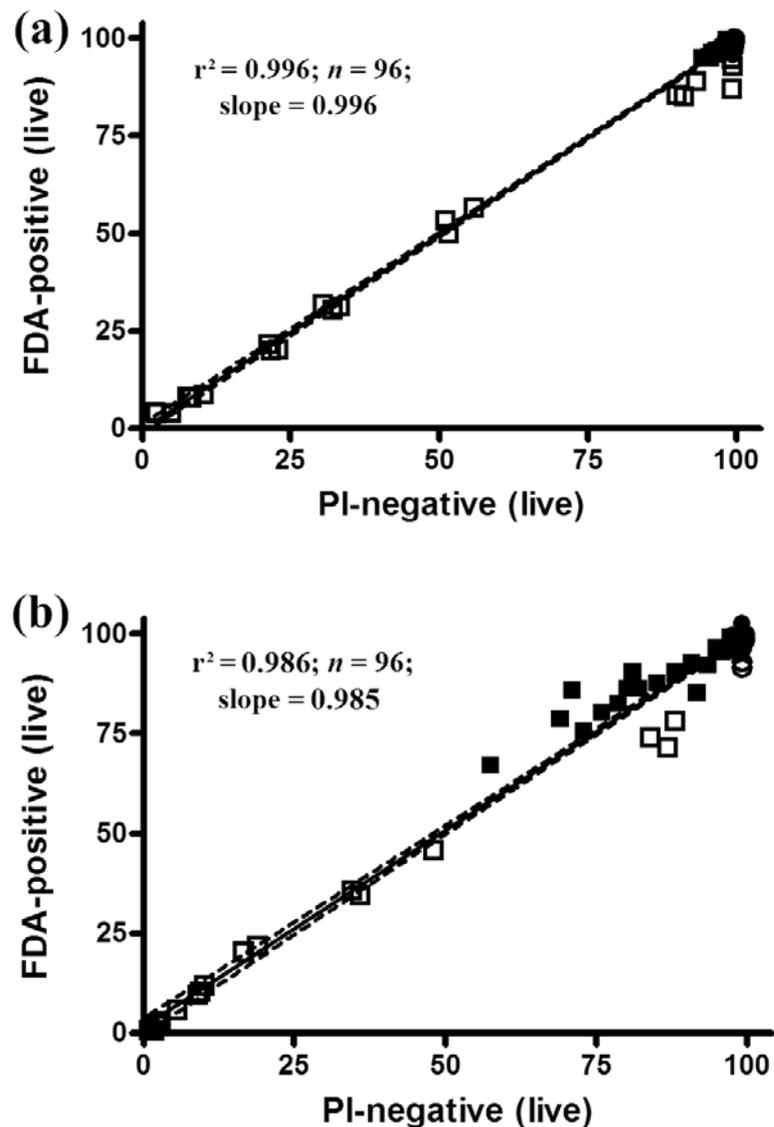 (a)
r² = 0.996; n = 96;
slope = 0.996
FDA-positive (live)
100
75
50
25
0
0 25 50 75 100
PI-negative (live)
(b)
r² = 0.986; n = 96;
slope = 0.985
FDA-positive (live)
100
75
50
25
0
0 25 50 75 100
PI-negative (live)